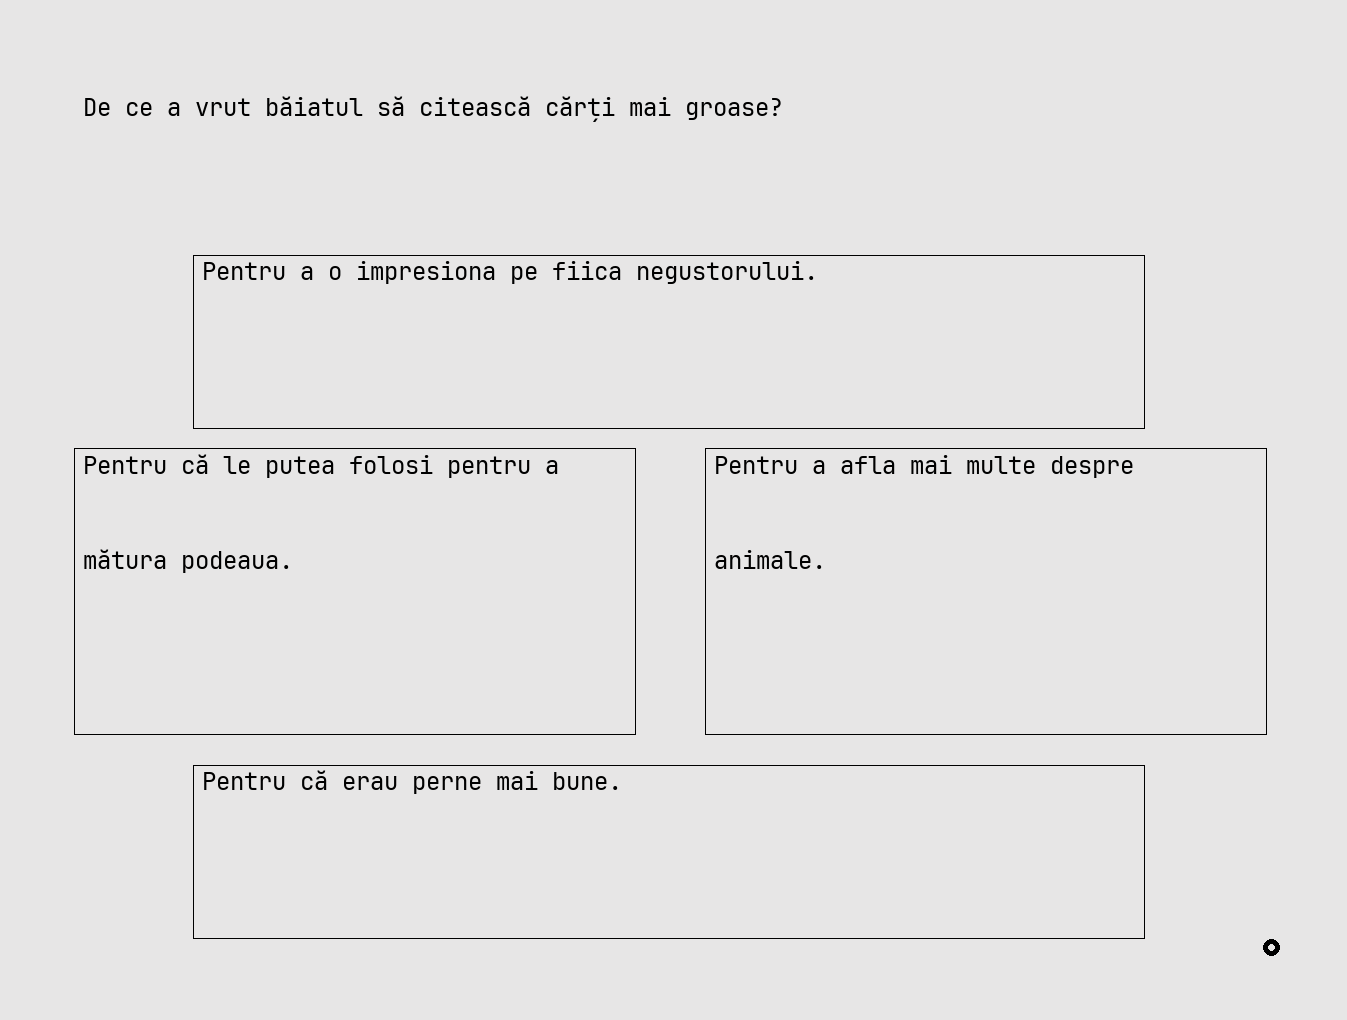 De ce a vrut băiatul să citească cărți mai groase?
Pentru a o impresiona pe fiica negustorului.
Pentru că le putea folosi pentru a
mătura podeaua.
Pentru a afla mai multe despre
animale.
Pentru că erau perne mai bune.